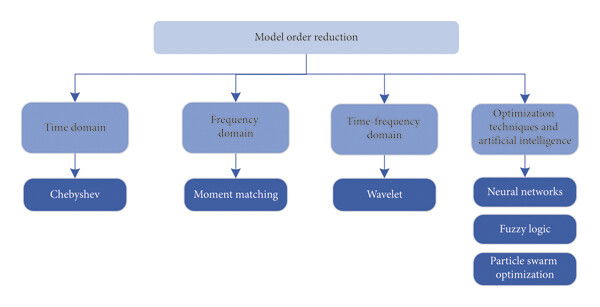 Model order reduction
Time domain
Frequency
domain
Time-frequency
domain
Optimization
techniques and
artificial intelligence
Chebyshev
Moment matching
Wavelet
Neural networks
Fuzzy logic
Particle swarm
optimization